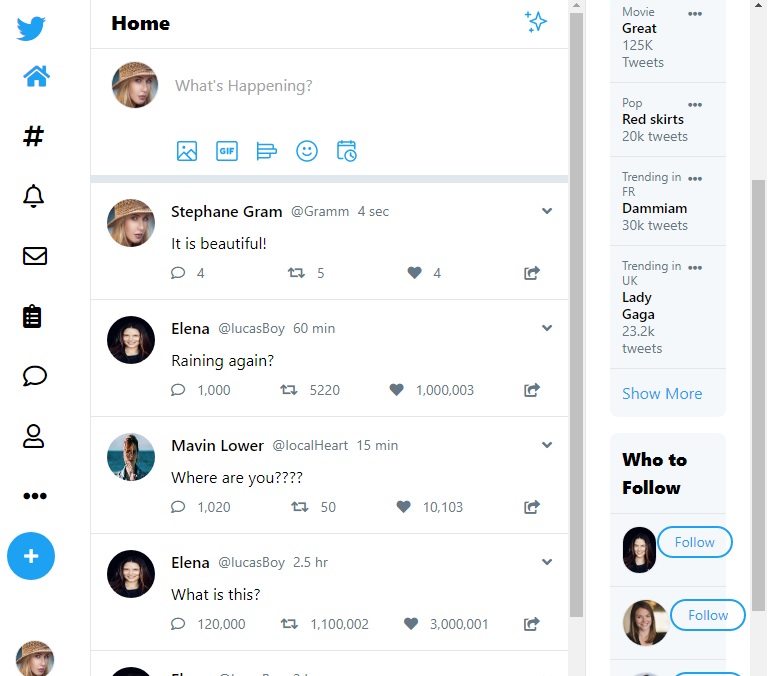 Home
What's Happening?
GIF
Stephane Gram @Gramm 4 sec
It is beautiful!
4 5 4
Elena @lucasBoy 60 min
Raining again?
1,000 5220 1,000,003
Mavin Lower @localHeart 15 min
Where are you????
1,020 50 10,103
Elena @lucasBoy 2.5 hr
What is this?
120,000 1,100,002 3,000,001
Movie
Great
125K
Tweets
Pop
Red skirts
20k tweets
Trending in
FR
Dammiam
30k tweets
Trending in
UK
Lady
Gaga
23.2k
tweets
Show More
Who to
Follow
Follow
Follow